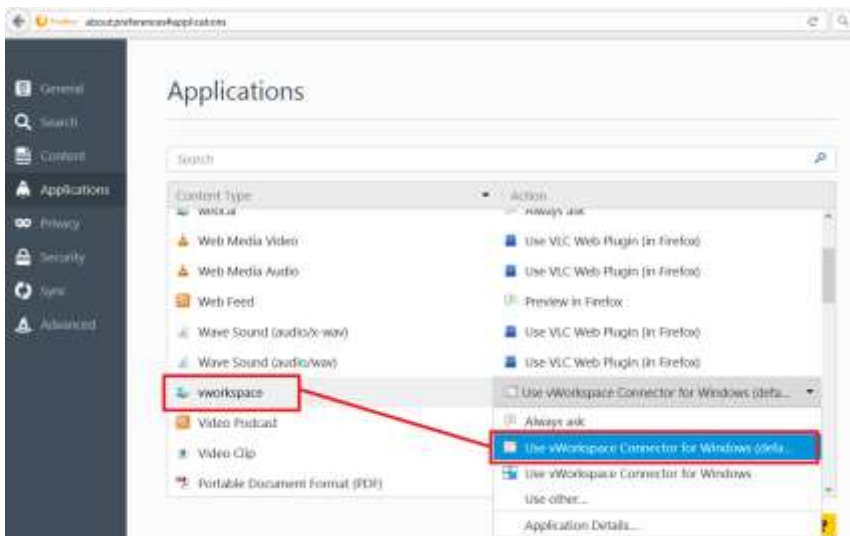 Firefox about:preferences#applications
General
Applications
Search
Content
Search
Applications
Content Type Action
webcal Always ask
Privacy
Web Media Video Use VLC Web Plugin (in Firefox)
Security
Web Media Audio Use VLC Web Plugin (in Firefox)
Sync
Web Feed Preview in Firefox
Advanced
Wave Sound (audio/x-wav) Use VLC Web Plugin (in Firefox)
Wave Sound (audio/wav) Use VLC Web Plugin (in Firefox)
vworkspace Use vWorkspace Connector for Windows (defa...
Video Podcast Always ask
Video Clip Use vWorkspace Connector for Windows (defa...
Portable Document Format (PDF) Use vWorkspace Connector for Windows
Use other...
Application Details...
?